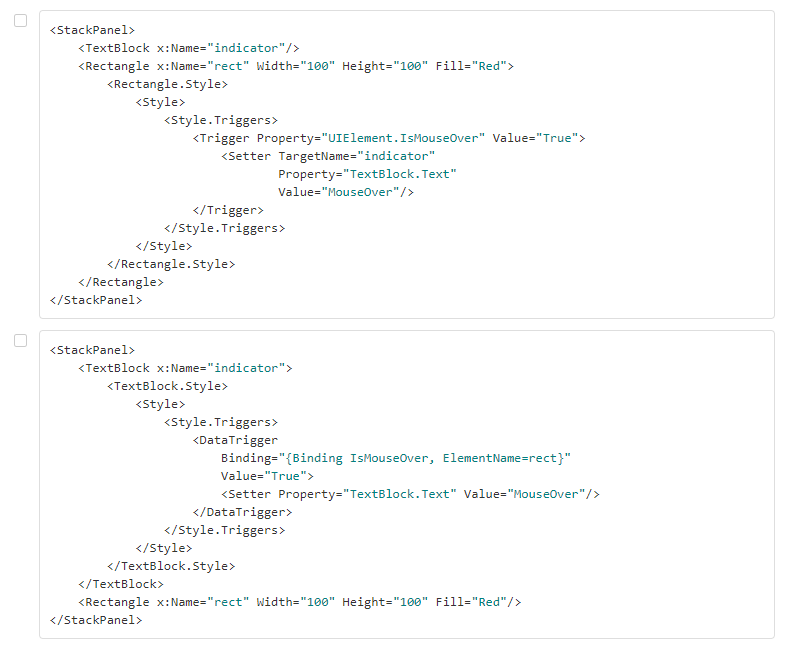 <StackPanel>
    <TextBlock x:Name="indicator"/>
    <Rectangle x:Name="rect" Width="100" Height="100" Fill="Red">
        <Rectangle.Style>
            <Style>
                <Style.Triggers>
                    <Trigger Property="UIElement.IsMouseOver" Value="True">
                        <Setter TargetName="indicator"
                                Property="TextBlock.Text"
                                Value="MouseOver"/>
                    </Trigger>
                </Style.Triggers>
            </Style>
        </Rectangle.Style>
    </Rectangle>
</StackPanel>
<StackPanel>
    <TextBlock x:Name="indicator">
        <TextBlock.Style>
            <Style>
                <Style.Triggers>
                    <DataTrigger
                        Binding="{Binding IsMouseOver, ElementName=rect}"
                        Value="True">
                        <Setter Property="TextBlock.Text" Value="MouseOver"/>
                    </DataTrigger>
                </Style.Triggers>
            </Style>
        </TextBlock.Style>
    </TextBlock>
    <Rectangle x:Name="rect" Width="100" Height="100" Fill="Red"/>
</StackPanel>